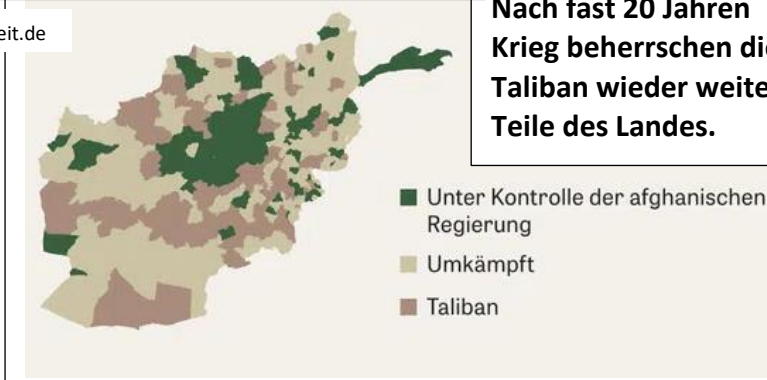 eit.de
Nach fast 20 Jahren
Krieg beherrschen die
Taliban wieder weite
Teile des Landes.
Unter Kontrolle der afghanischen
Regierung
Umkämpft
Taliban